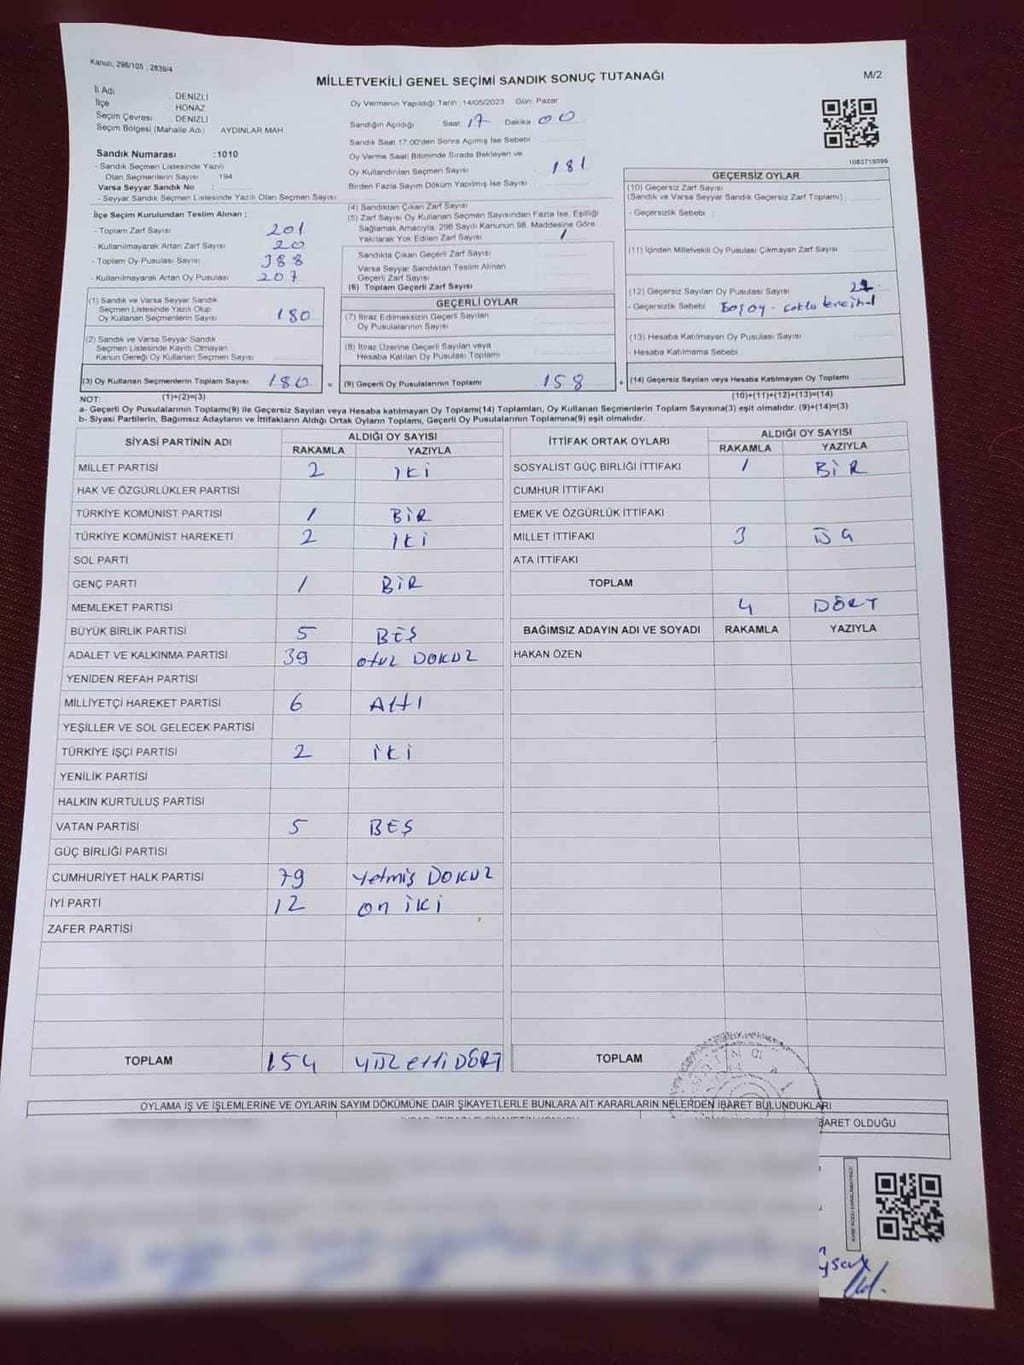 Kanun; 298/105 ; 2839/4
MİLLETVEKİLİ GENEL SEÇİMİ SANDIK SONUÇ TUTANAĞI
M/2
İl Adı : DENİZLİ
İlçe : HONAZ
Seçim Çevresi : DENİZLİ
Seçim Bölgesi (Mahalle Adı) AYDINLAR MAH.
Sandık Numarası :1010
- Sandık Seçmen Listesinde Yazılı
Olan Seçmenlerin Sayısı : 194
Varsa Seyyar Sandık No :
- Seyyar Sandık Seçmen Listesinde Yazılı Olan Seçmen Sayısı
İlçe Seçim Kurulundan Teslim Alınan ;
- Toplam Zarf Sayısı 201
- Kullanılmayarak Artan Zarf Sayısı 20
- Toplam Oy Pusulası Sayısı 388
- Kullanılmayarak Artan Oy Pusulası 207
(1) Sandık ve Varsa Seyyar Sandık
Seçmen Listesinde Yazılı Olup
Oy Kullanan Seçmenlerin Sayısı 180
(2) Sandık ve Varsa Seyyar Sandık
Seçmen Listesinde Kayıtlı Olmayan
Kanun Gereği Oy Kullanan Seçmen Sayısı
(3) Oy Kullanan Seçmenlerin Toplam Sayısı 180 =
Oy Vermenin Yapıldığı Tarih 14/05/2023 Gün: Pazar
Sandığın Açıldığı Saat: 17 Dakika 00
Sandık Saat 17:00'den Sonra Açılmış İse Sebebi
Oy Verme Saati Bitiminde Sırada Bekleyen ve
Oy Kullandırılan Seçmen Sayısı 181
Birden Fazla Sayım Döküm Yapılmış İse Sayısı
(4) Sandıktan Çıkan Zarf Sayısı
(5) Zarf Sayısı Oy Kullanan Seçmen Sayısından Fazla İse, Eşitliği
Sağlamak Amacıyla, 298 Sayılı Kanunun 98. Maddesine Göre
Yakılarak Yok Edilen Zarf Sayısı 1
Sandıkta Çıkan Geçerli Zarf Sayısı
Varsa Seyyar Sandıktan Teslim Alınan
Geçerli Zarf Sayısı
(6) Toplam Geçerli Zarf Sayısı
GEÇERLİ OYLAR
(7) İtiraz Edilmeksizin Geçerli Sayılan
Oy Pusulalarının Sayısı
(8) İtiraz Üzerine Geçerli Sayılan veya
Hesaba Katılan Oy Pusulası Toplamı
(9) Geçerli Oy Pusulalarının Toplamı 158 +
1083719399
GEÇERSİZ OYLAR
(10) Geçersiz Zarf Sayısı
(Sandık ve Varsa Seyyar Sandık Geçersiz Zarf Toplamı) :
- Geçersizlik Sebebi :
(11) İçinden Milletvekili Oy Pusulası Çıkmayan Zarf Sayısı
(12) Geçersiz Sayılan Oy Pusulası Sayısı
- Geçersizlik Sebebi : Boş oy -
(13) Hesaba Katılmayan Oy Pusulası Sayısı
- Hesaba Katılmama Sebebi
(14) Geçersiz Sayılan veya Hesaba Katılmayan Oy Toplamı
NOT: (1)+(2)=(3) (10)+(11)+(12)+(13)=(14)
a- Geçerli Oy Pusulalarının Toplamı(9) ile Geçersiz Sayılan veya Hesaba katılmayan Oy Toplamı(14) Toplamları, Oy Kullanan Seçmenlerin Toplam Sayısına(3) eşit olmalıdır. (9)+(14)=(3)
b- Siyasi Partilerin, Bağımsız Adayların ve İttifakların Aldığı Ortak Oyların Toplamı, Geçerli Oy Pusulalarının Toplamına(9) eşit olmalıdır.
SİYASİ PARTİNİN ADI ALDIĞI OY SAYISI
RAKAMLA YAZIYLA
MİLLET PARTİSİ 2 İKİ
HAK VE ÖZGÜRLÜKLER PARTİSİ
TÜRKİYE KOMÜNİST PARTİSİ 1 BİR
TÜRKİYE KOMÜNİST HAREKETİ 2 İKİ
SOL PARTİ
GENÇ PARTİ 1 BİR
MEMLEKET PARTİSİ
BÜYÜK BİRLİK PARTİSİ 5 BEŞ
ADALET VE KALKINMA PARTİSİ 39 otuz DOKUZ
YENİDEN REFAH PARTİSİ
MİLLİYETÇİ HAREKET PARTİSİ 6 Altı
YEŞİLLER VE SOL GELECEK PARTİSİ
TÜRKİYE İŞÇİ PARTİSİ 2 İKİ
YENİLİK PARTİSİ
HALKIN KURTULUŞ PARTİSİ
VATAN PARTİSİ 5 BEŞ
GÜÇ BİRLİĞİ PARTİSİ
CUMHURİYET HALK PARTİSİ 79 Yetmiş DOKUZ
İYİ PARTİ 12 on iki
ZAFER PARTİSİ
TOPLAM 154 YÜZ elli DÖRT
İTTİFAK ORTAK OYLARI ALDIĞI OY SAYISI
RAKAMLA YAZIYLA
SOSYALİST GÜÇ BİRLİĞİ İTTİFAKI 1 BİR
CUMHUR İTTİFAKI
EMEK VE ÖZGÜRLÜK İTTİFAKI
MİLLET İTTİFAKI 3 ÜÇ
ATA İTTİFAKI
TOPLAM
4 DÖRT
BAĞIMSIZ ADAYIN ADI VE SOYADI RAKAMLA YAZIYLA
HAKAN ÖZEN
TOPLAM
OYLAMA İŞ VE İŞLEMLERİNE VE OYLARIN SAYIM DÖKÜMÜNE DAİR ŞİKAYETLERLE BUNLARA AİT KARARLARIN NELERDEN İBARET BULUNDUKLARI
BARET OLDUĞU